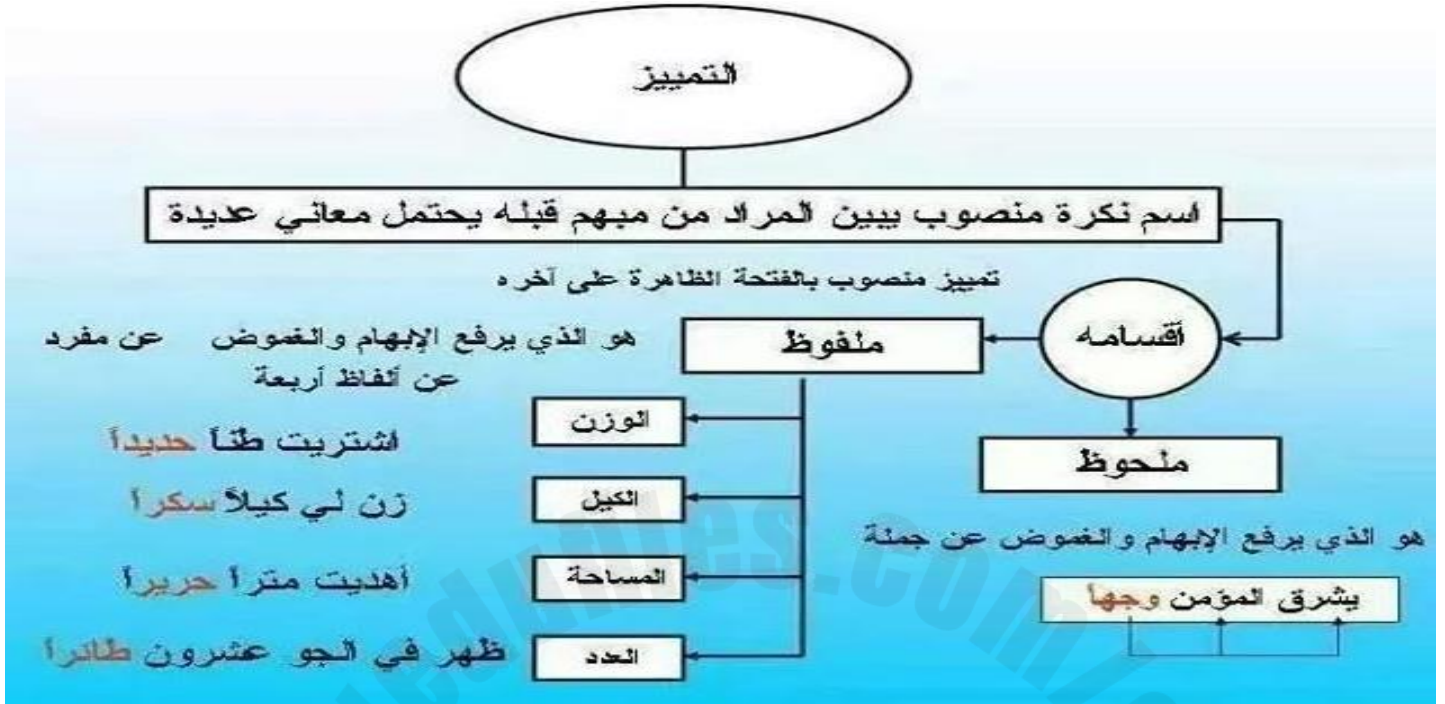 التمييز
اسم نكرة منصوب يبين المراد من مبهم قبله يحتمل معاني عديدة
تمييز منصوب بالفتحة الظاهرة على آخره
أقسامه
ملفوظ
هو الذي يرفع الإبهام والغموض عن مفرد
عن ألفاظ أربعة
الوزن
اشتريت طناً حديداً
الكيل
زن لي كيلاً سكراً
المساحة
أهديت متراً حريراً
العدد
ظهر في الجو عشرون طائراً
ملحوظ
هو الذي يرفع الإبهام والغموض عن جملة
يشرق المؤمن وجهاً